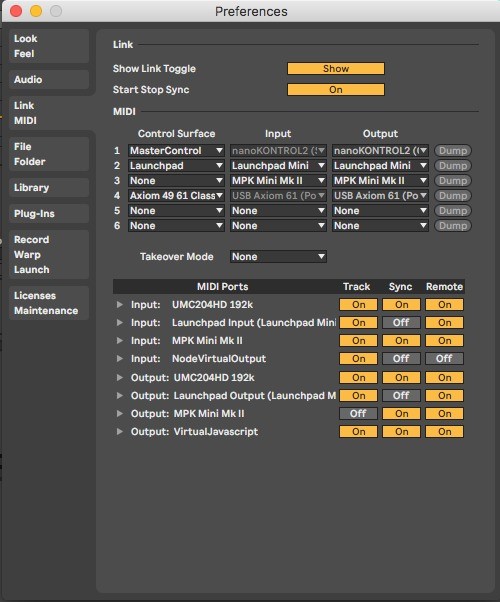 Preferences
Look
Feel
Audio
Link
MIDI
File
Folder
Library
Plug-Ins
Record
Warp
Launch
Licenses
Maintenance
Link
Show Link Toggle Show
Start Stop Sync On
MIDI
Control Surface Input Output
1 MasterControl nanoKONTROL2 (S nanoKONTROL2 ( Dump
2 Launchpad Launchpad Mini Launchpad Mini Dump
3 None MPK Mini Mk II MPK Mini Mk II Dump
4 Axiom 49 61 Class USB Axiom 61 (Po USB Axiom 61 (Po Dump
5 None None None Dump
6 None None None Dump
Takeover Mode None
MIDI Ports Track Sync Remote
Input: UMC204HD 192k On On On
Input: Launchpad Input (Launchpad Mini On Off On
Input: MPK Mini Mk II On On On
Input: NodeVirtualOutput On Off Off
Output: UMC204HD 192k On On On
Output: Launchpad Output (Launchpad M On Off On
Output: MPK Mini Mk II Off On On
Output: VirtualJavascript On On On